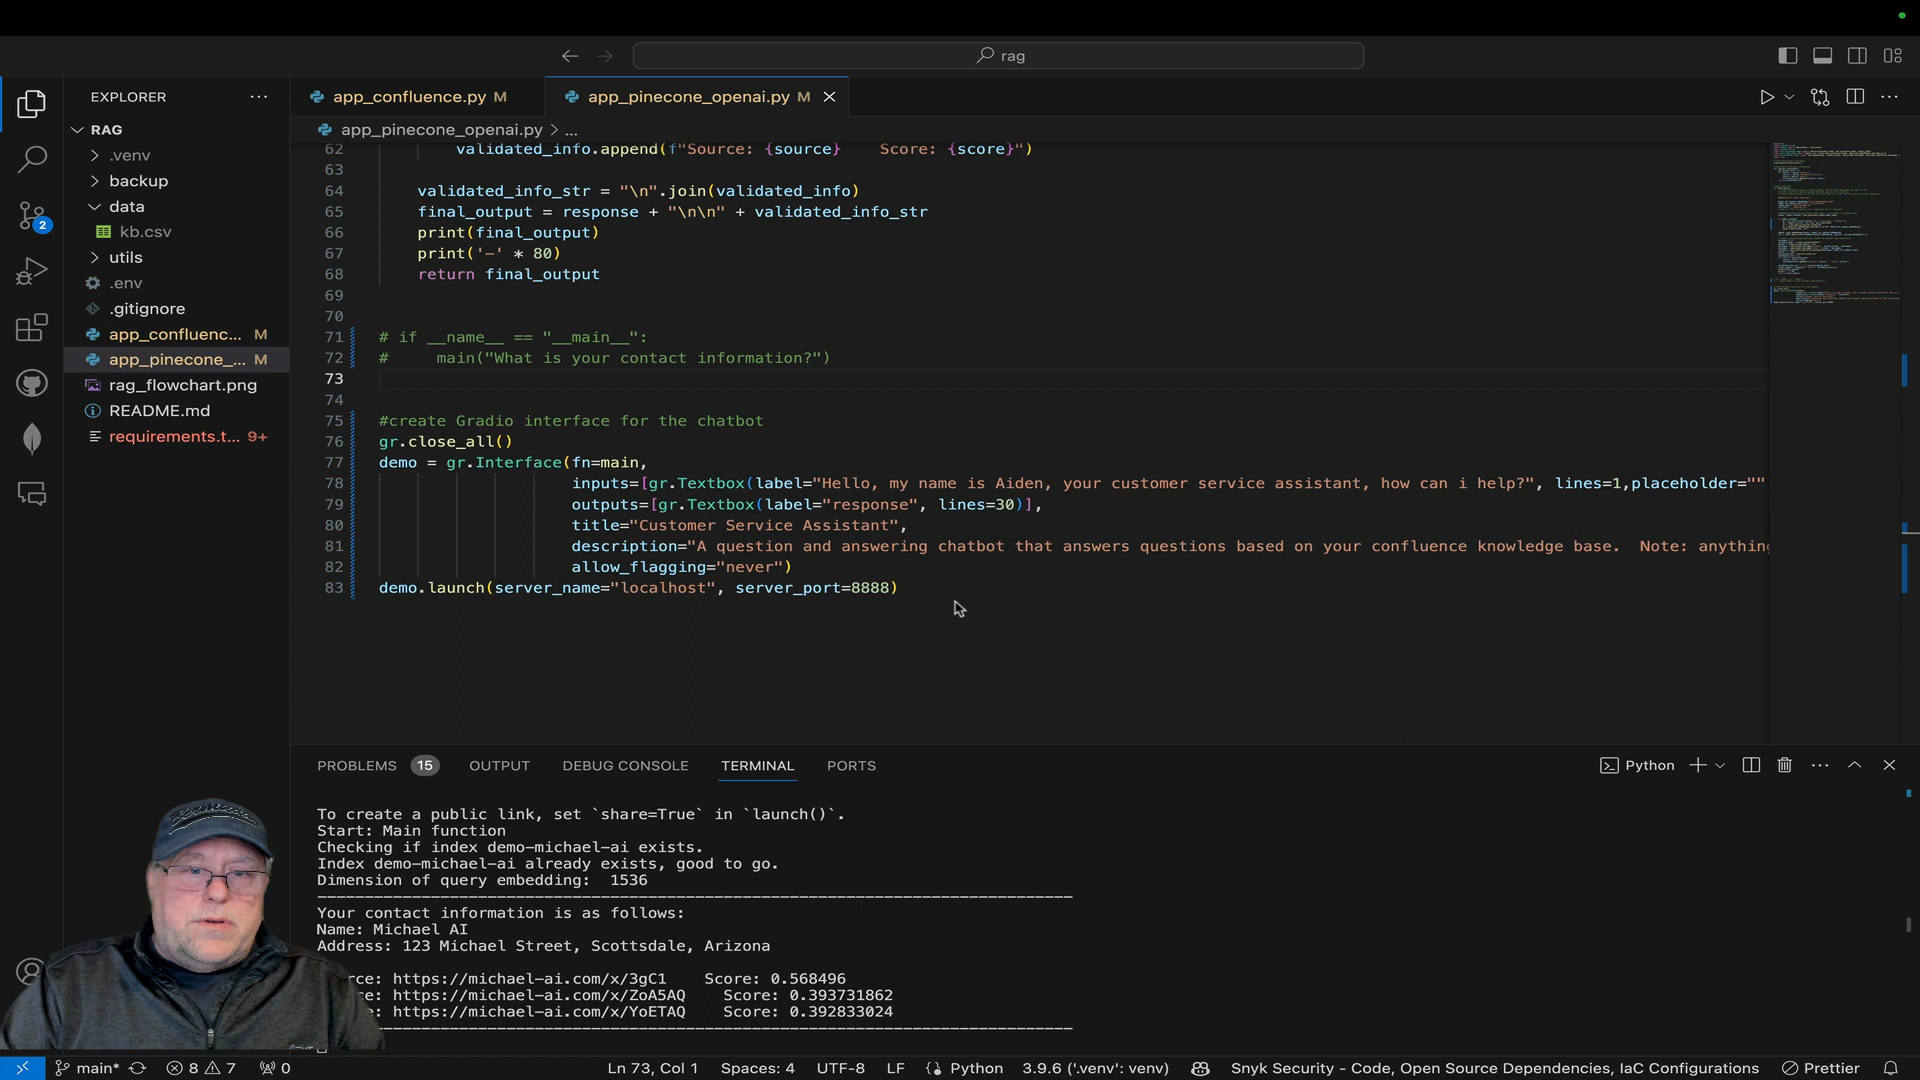 rag
EXPLORER
RAG
.venv
backup
data
kb.csv
utils
.env
.gitignore
app_confluenc... M
app_pinecone_... M
rag_flowchart.png
README.md
requirements.t... 9+
2
app_confluence.py M
app_pinecone_openai.py M
app_pinecone_openai.py > ...
62 validated_info.append(f"Source: {source}    Score: {score}")
63
64 validated_info_str = "\n".join(validated_info)
65 final_output = response + "\n\n" + validated_info_str
66 print(final_output)
67 print('-' * 80)
68 return final_output
69
70
71 # if __name__ == "__main__":
72 #     main("What is your contact information?")
73
74
75 #create Gradio interface for the chatbot
76 gr.close_all()
77 demo = gr.Interface(fn=main,
78 inputs=[gr.Textbox(label="Hello, my name is Aiden, your customer service assistant, how can i help?", lines=1,placeholder=""
79 outputs=[gr.Textbox(label="response", lines=30)],
80 title="Customer Service Assistant",
81 description="A question and answering chatbot that answers questions based on your confluence knowledge base.  Note: anything
82 allow_flagging="never")
83 demo.launch(server_name="localhost", server_port=8888)
PROBLEMS 15 OUTPUT DEBUG CONSOLE TERMINAL PORTS
Python
To create a public link, set `share=True` in `launch()`.
Start: Main function
Checking if index demo-michael-ai exists.
Index demo-michael-ai already exists, good to go.
Dimension of query embedding:  1536
Your contact information is as follows:
Name: Michael AI
Address: 123 Michael Street, Scottsdale, Arizona
rce: https://michael-ai.com/x/3gC1    Score: 0.568496
ce: https://michael-ai.com/x/ZoA5AQ    Score: 0.393731862
e: https://michael-ai.com/x/YoETAQ    Score: 0.392833024
main* 8 7 0 Ln 73, Col 1 Spaces: 4 UTF-8 LF Python 3.9.6 ('.venv': venv) Snyk Security - Code, Open Source Dependencies, IaC Configurations Prettier